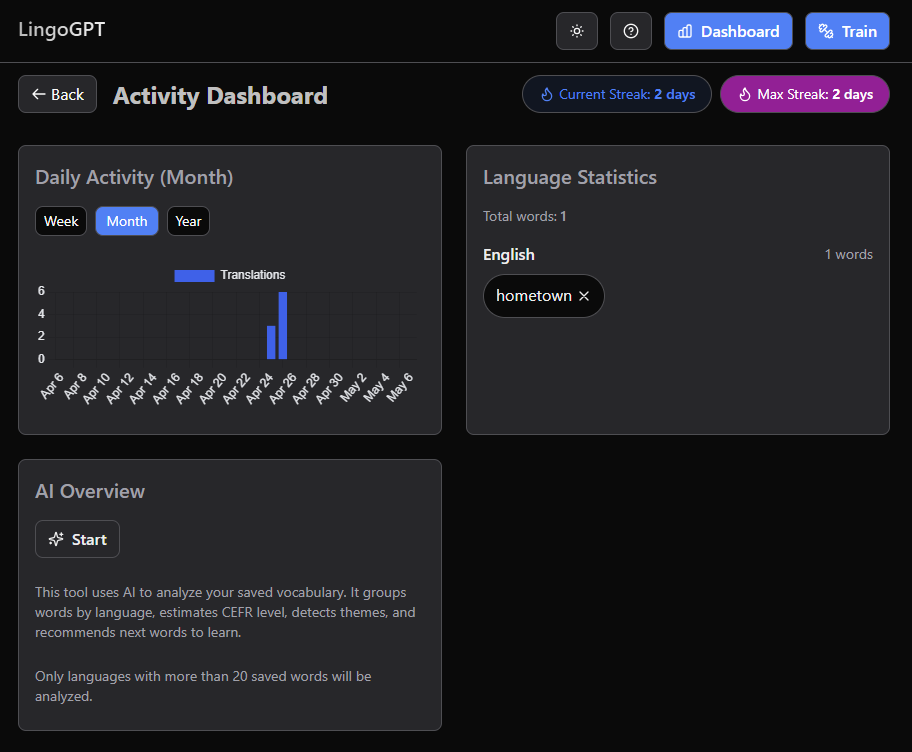 LingoGPT
Dashboard
Train
Back
Activity Dashboard
Current Streak: 2 days
Max Streak: 2 days
Daily Activity (Month)
Week
Month
Year
Translations
6
4
2
0
Apr 6
Apr 8
Apr 10
Apr 12
Apr 14
Apr 16
Apr 18
Apr 20
Apr 22
Apr 24
Apr 26
Apr 28
Apr 30
May 2
May 4
May 6
Language Statistics
Total words: 1
English
1 words
hometown
AI Overview
Start
This tool uses AI to analyze your saved vocabulary. It groups
words by language, estimates CEFR level, detects themes, and
recommends next words to learn.
Only languages with more than 20 saved words will be
analyzed.